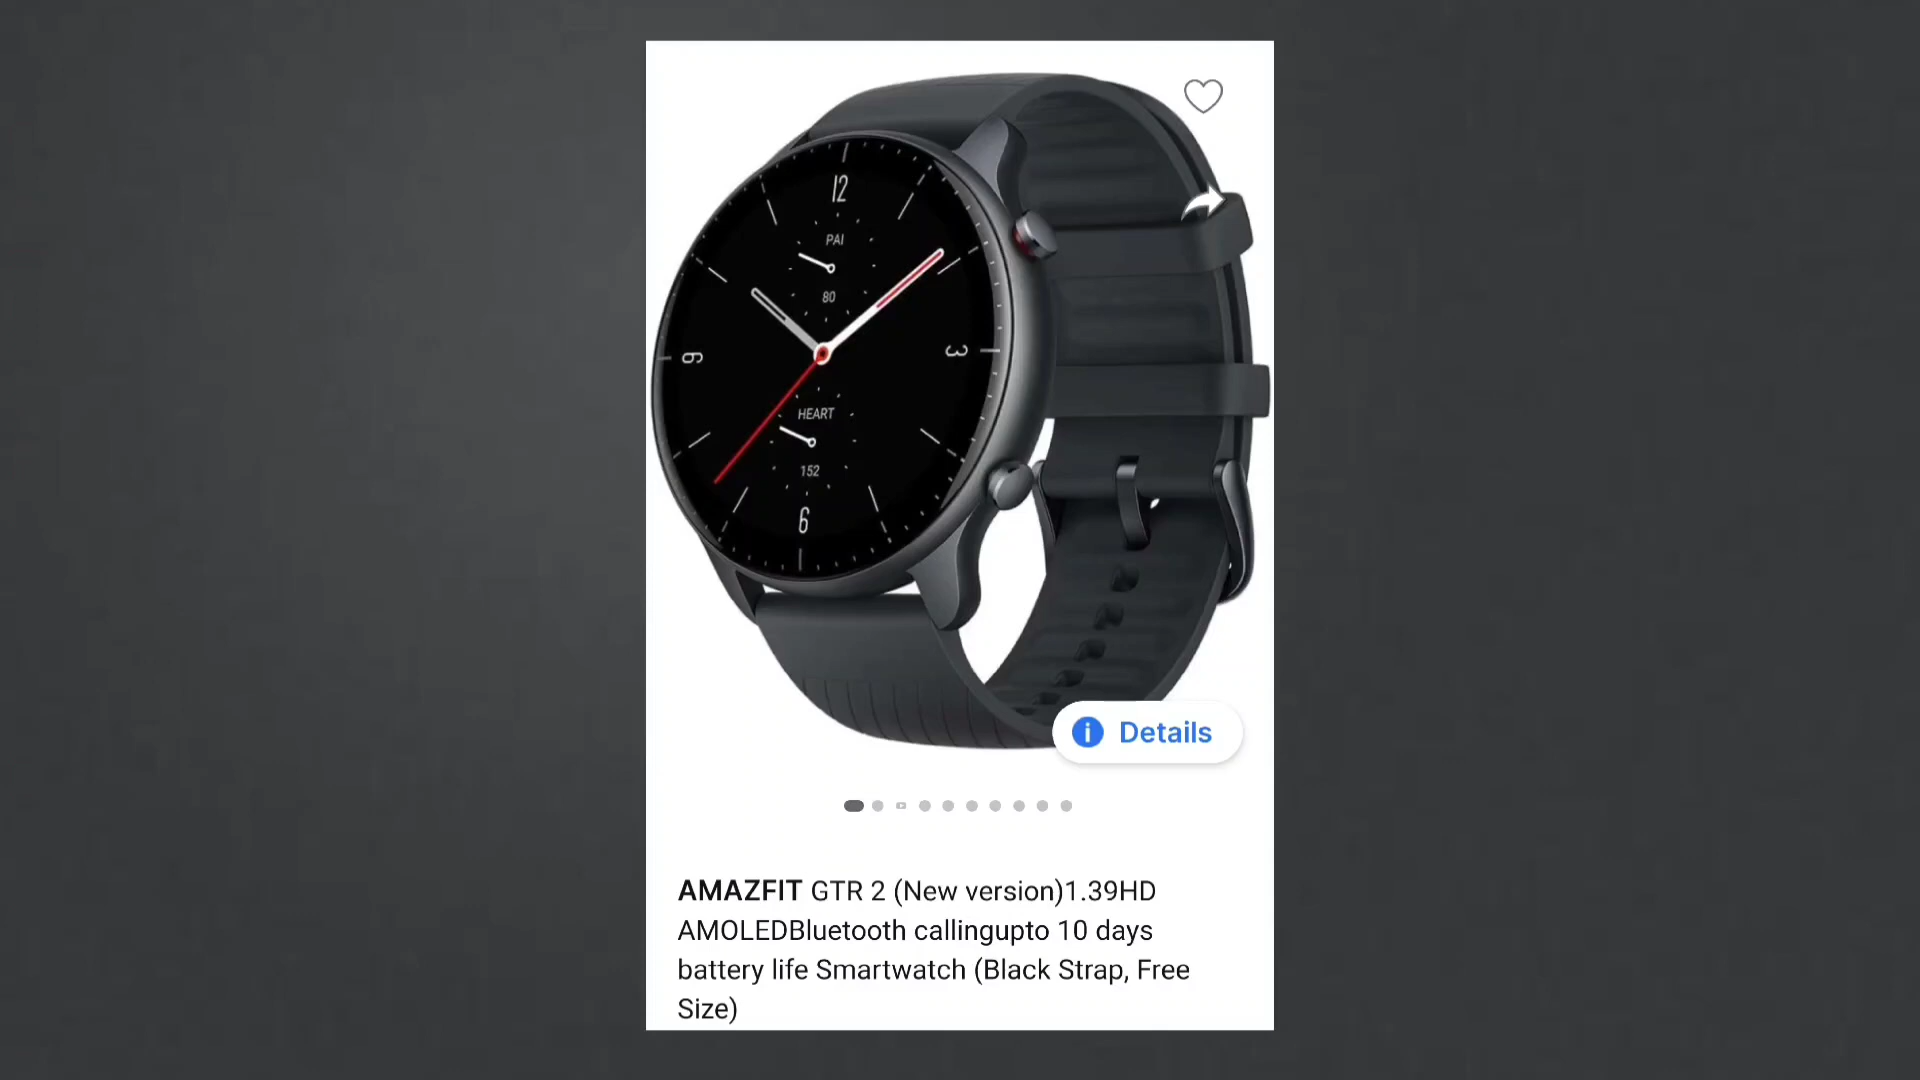 12
PAI
80
9
3
HEART
152
6
Details
AMAZFIT GTR 2 (New version)1.39HD
AMOLEDBluetooth callingupto 10 days
battery life Smartwatch (Black Strap, Free
Size)